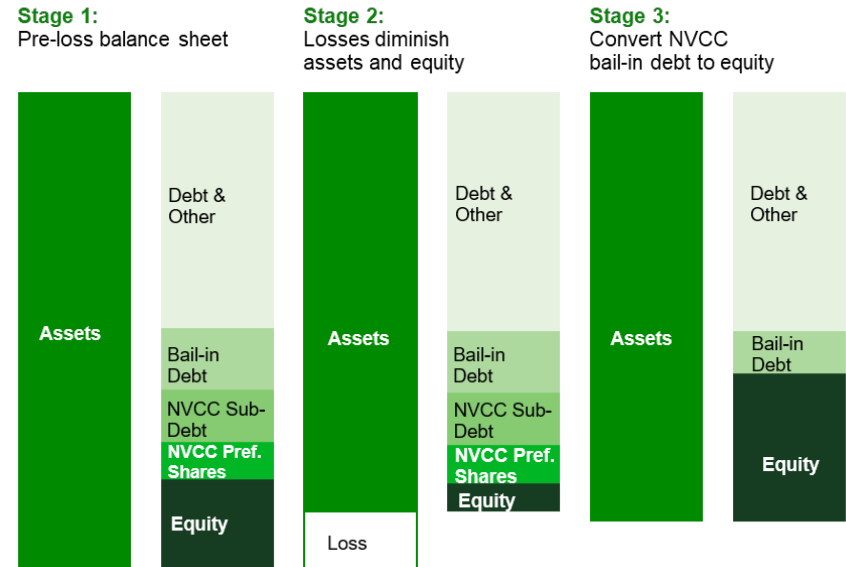 Stage 1:
Pre-loss balance sheet
Stage 2:
Losses diminish
assets and equity
Stage 3:
Convert NVCC
bail-in debt to equity
Assets
Debt &
Other
Bail-in
Debt
NVCC Sub-
Debt
NVCC Pref.
Shares
Equity
Assets
Loss
Debt &
Other
Bail-in
Debt
NVCC Sub-
Debt
NVCC Pref.
Shares
Equity
Assets
Debt &
Other
Bail-in
Debt
Equity